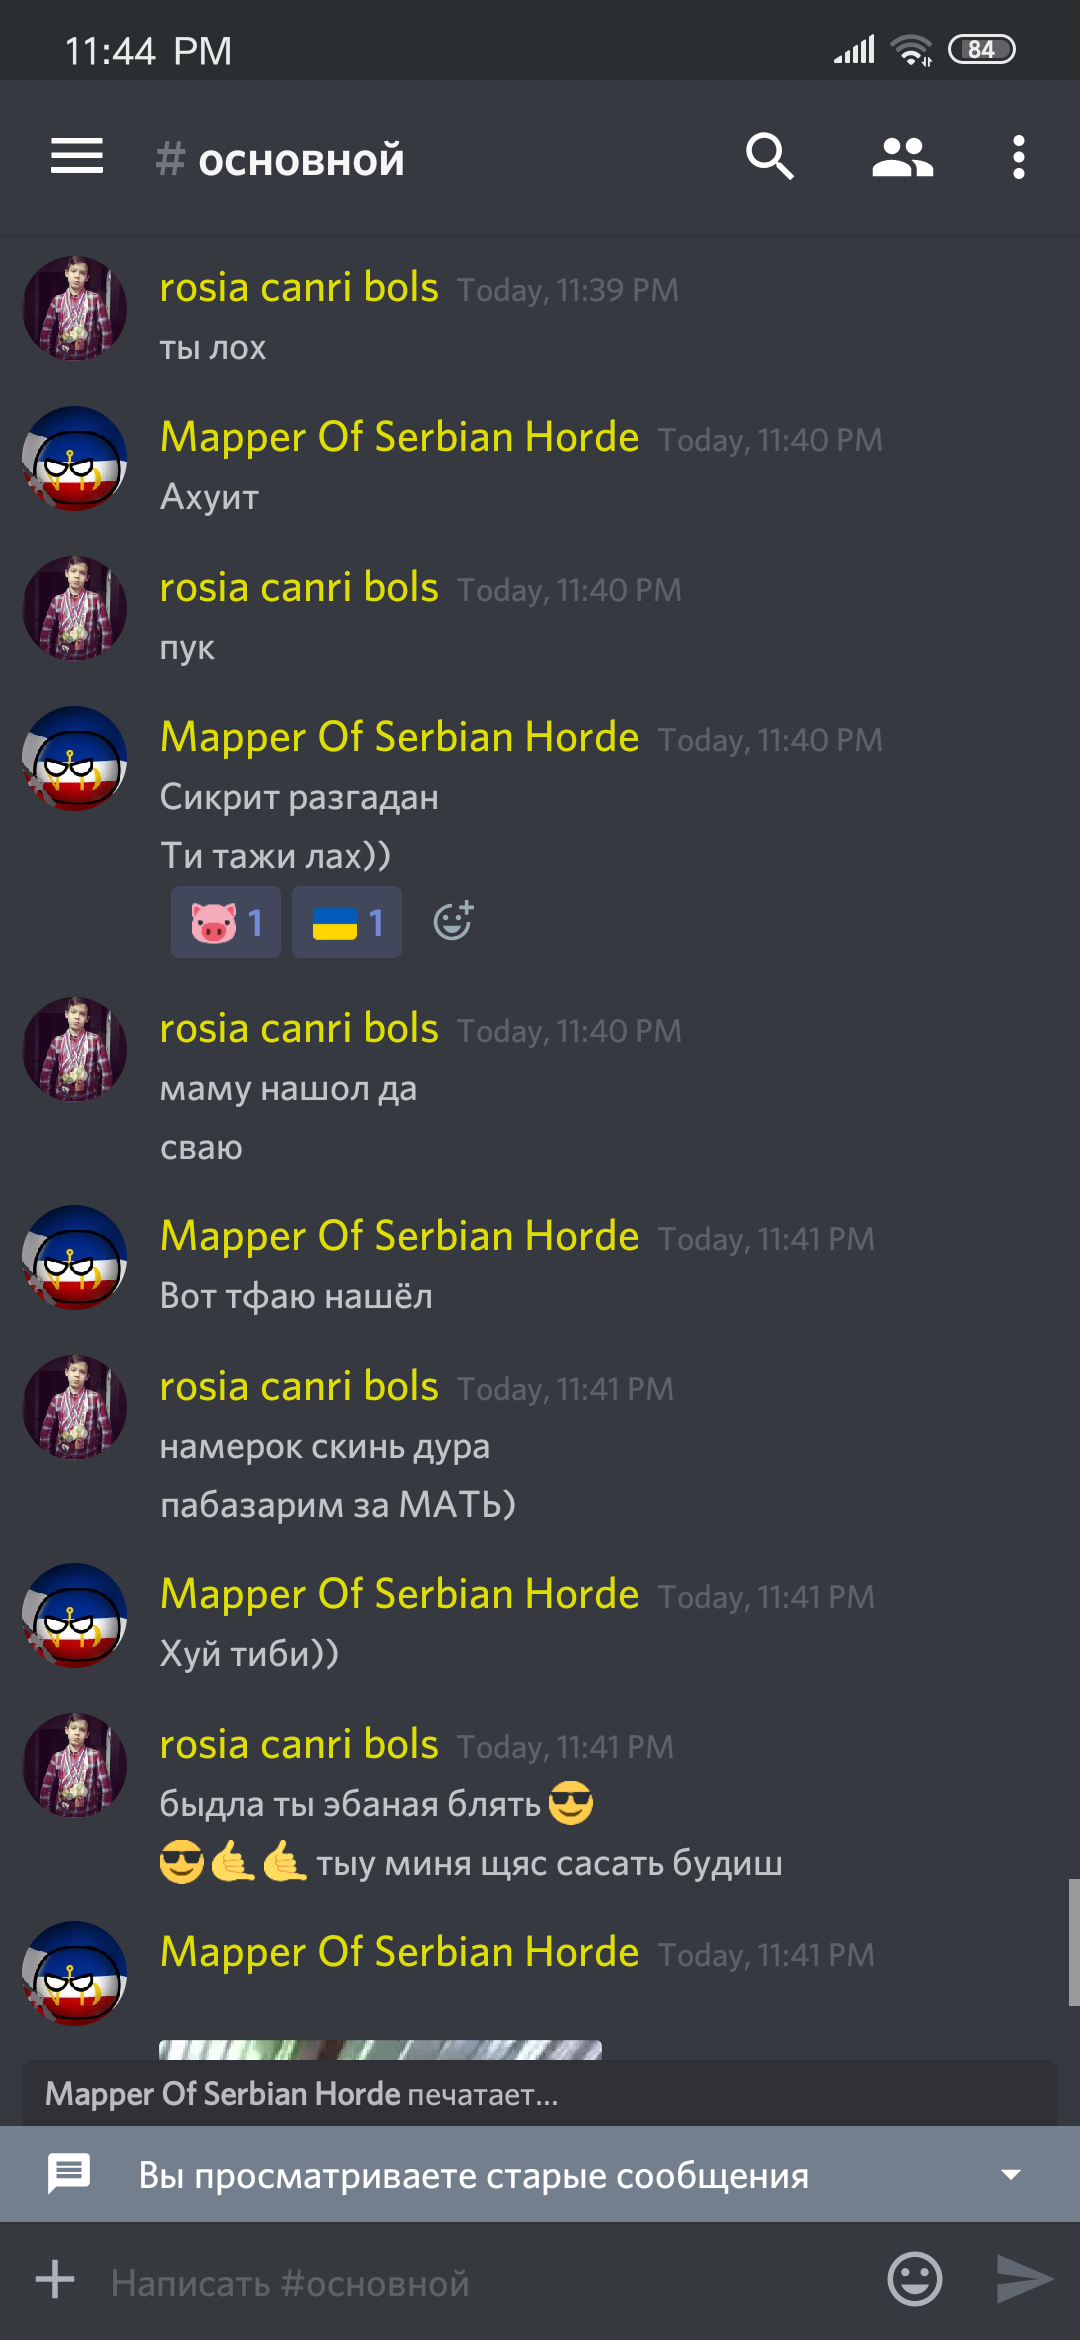 11:44 PM
84
# основной
rosia canri bols Today, 11:39 PM
ты лох
Mapper Of Serbian Horde Today, 11:40 PM
Ахуит
rosia canri bols Today, 11:40 PM
пук
Mapper Of Serbian Horde Today, 11:40 PM
Сикрит разгадан
Ти тажи лах))
1 1
rosia canri bols Today, 11:40 PM
маму нашол да
сваю
Mapper Of Serbian Horde Today, 11:41 PM
Вот тфаю нашёл
rosia canri bols Today, 11:41 PM
намерок скинь дура
пабазарим за МАТЬ)
Mapper Of Serbian Horde Today, 11:41 PM
Хуй тиби))
rosia canri bols Today, 11:41 PM
быдла ты эбаная блять 😎
😎🤙🤙 тыу миня щяс сасать будиш
Mapper Of Serbian Horde Today, 11:41 PM
Mapper Of Serbian Horde печатает...
Вы просматриваете старые сообщения
Написать #основной